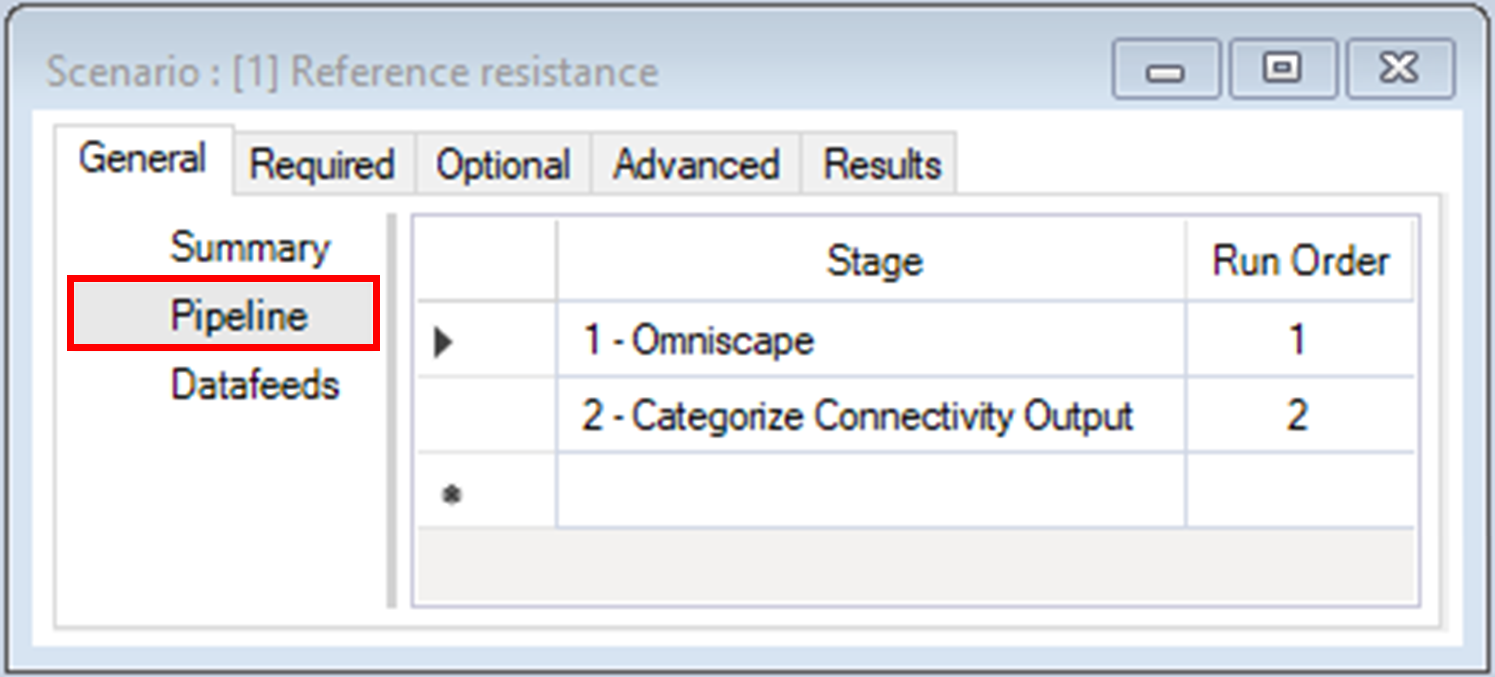 Scenario : [1] Reference resistance
General Required Optional Advanced Results
Summary
Pipeline
Datafeeds
Stage Run Order
1 - Omniscape 1
2 - Categorize Connectivity Output 2